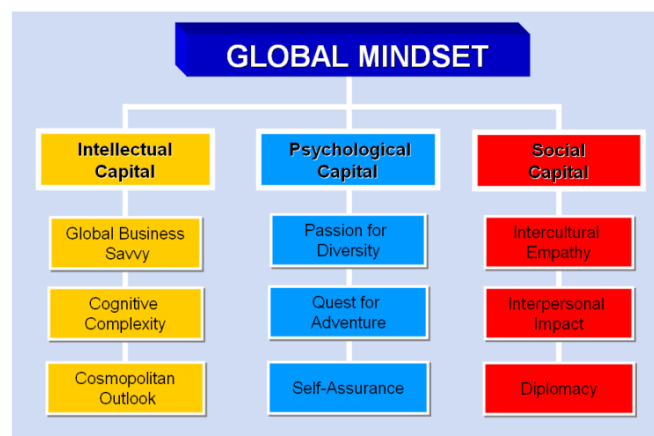 GLOBAL MINDSET
Intellectual
Capital
Global Business
Savvy
Cognitive
Complexity
Cosmopolitan
Outlook
Psychological
Capital
Passion for
Diversity
Quest for
Adventure
Self-Assurance
Social
Capital
Intercultural
Empathy
Interpersonal
Impact
Diplomacy